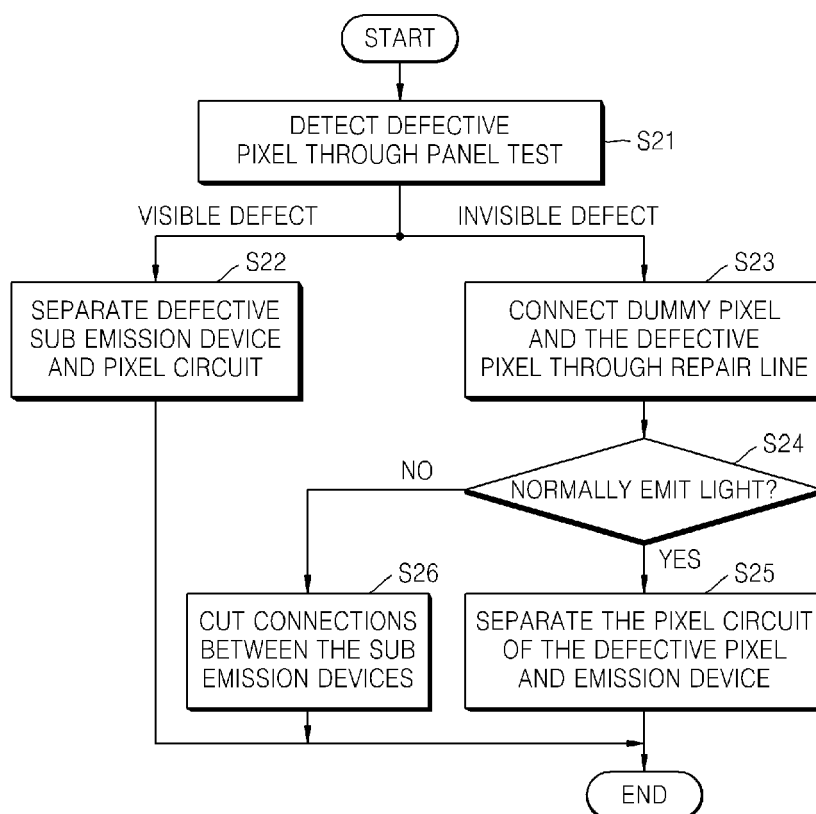 START
DETECT DEFECTIVE
PIXEL THROUGH PANEL TEST
S21
VISIBLE DEFECT
INVISIBLE DEFECT
S22
SEPARATE DEFECTIVE
SUB EMISSION DEVICE
AND PIXEL CIRCUIT
S23
CONNECT DUMMY PIXEL
AND THE DEFECTIVE
PIXEL THROUGH REPAIR LINE
S24
NORMALLY EMIT LIGHT?
NO
YES
S26
CUT CONNECTIONS
BETWEEN THE SUB
EMISSION DEVICES
S25
SEPARATE THE PIXEL CIRCUIT
OF THE DEFECTIVE PIXEL
AND EMISSION DEVICE
END